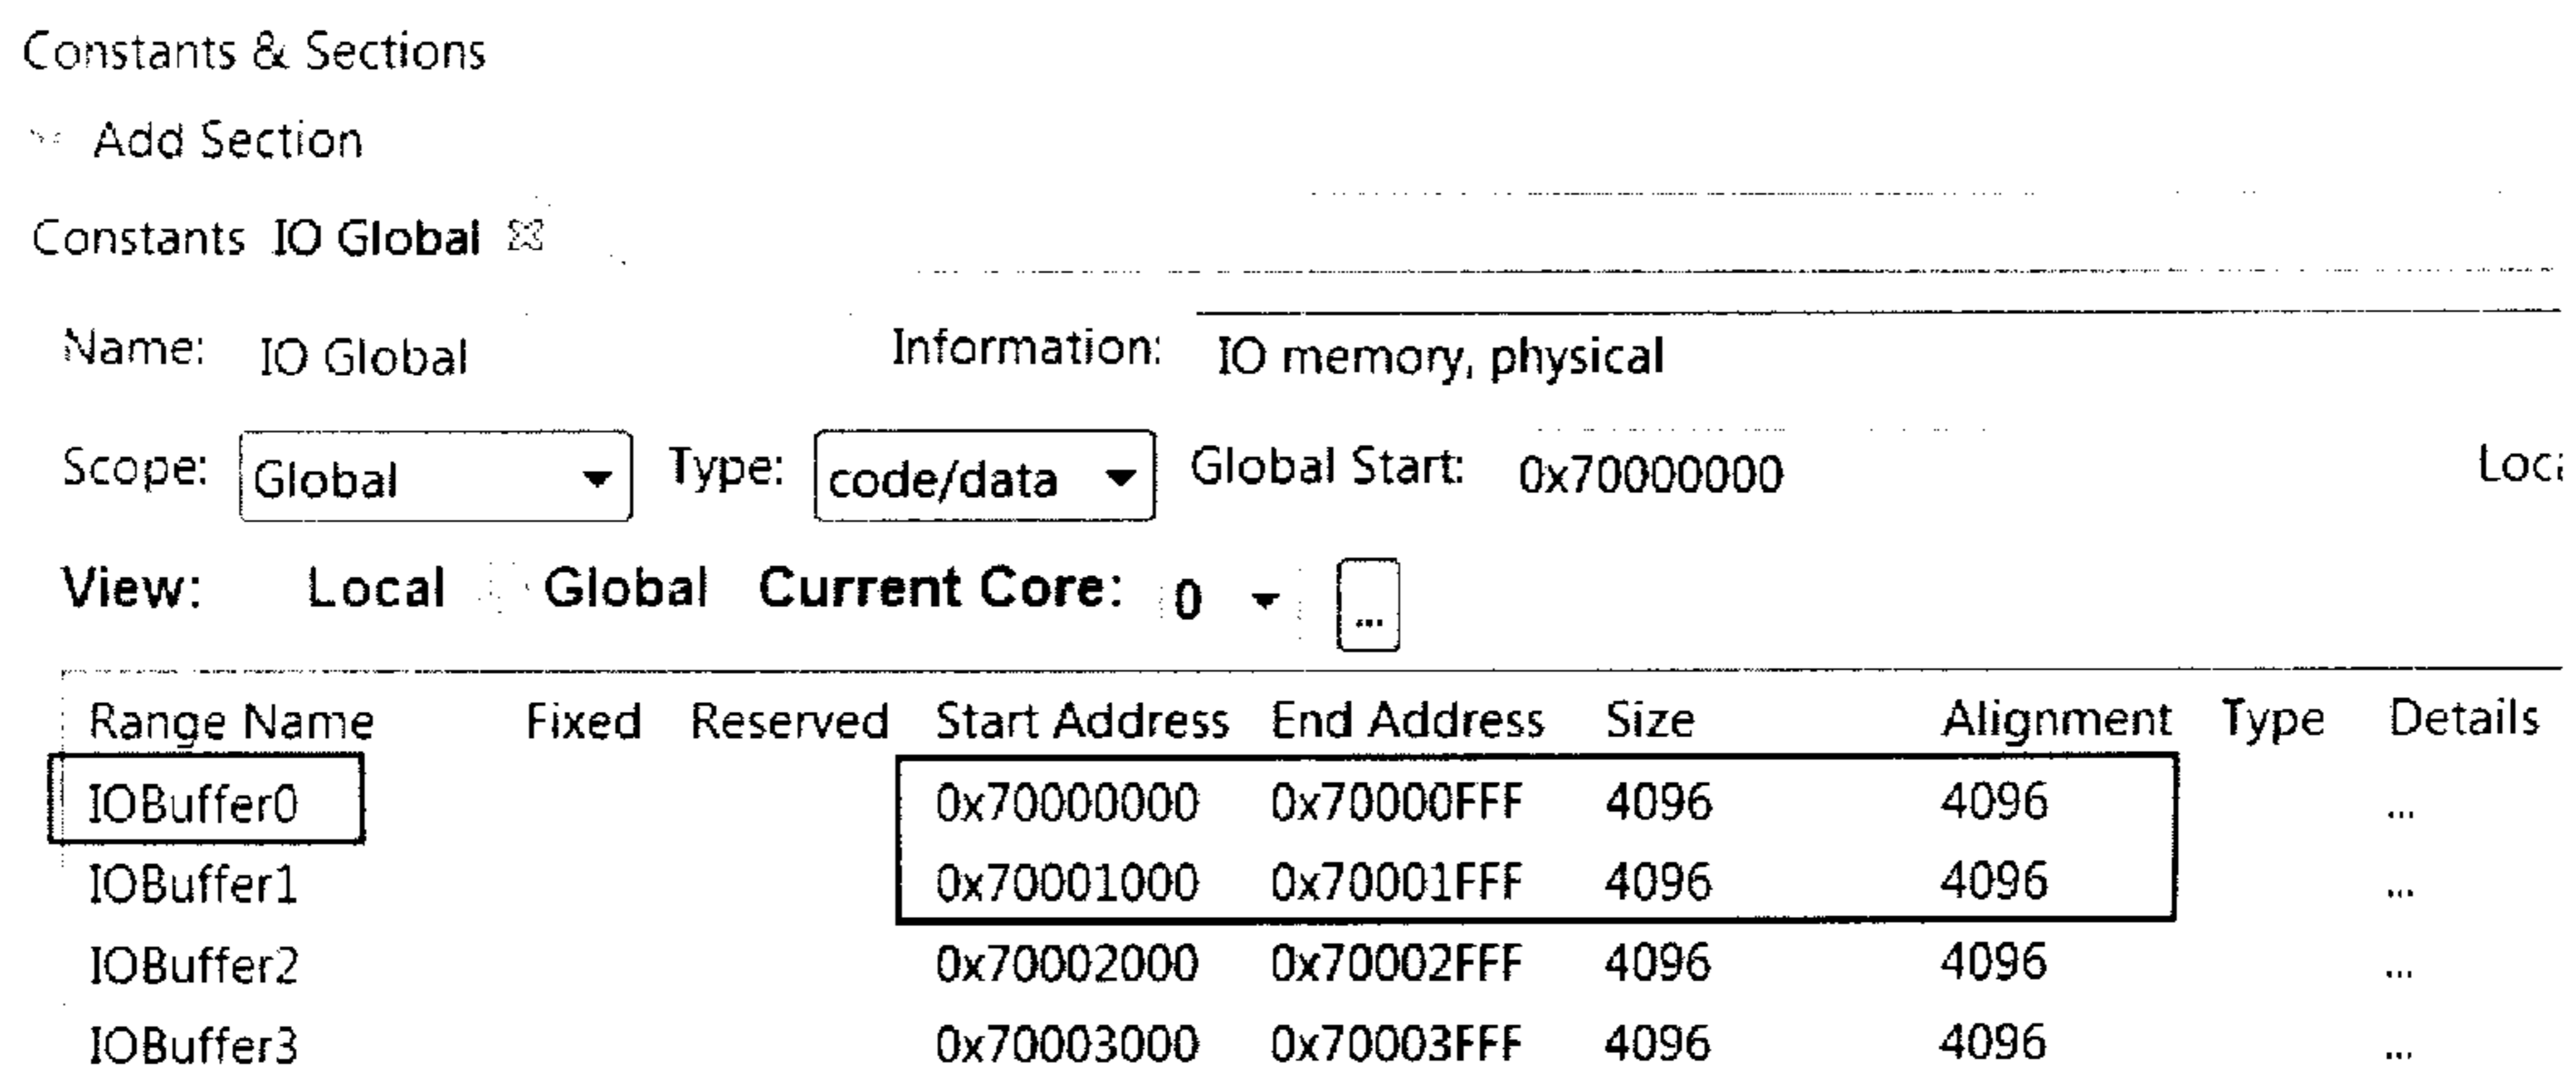 Constants & Sections
Add Section
Constants IO Global
Name: IO Global Information: IO memory, physical
Scope: Global Type: code/data Global Start: 0x70000000
View: Local Global Current Core: 0 ...
Range Name Fixed Reserved Start Address End Address Size Alignment Type Details
IOBuffer0 0x70000000 0x70000FFF 4096 4096 ...
IOBuffer1 0x70001000 0x70001FFF 4096 4096 ...
IOBuffer2 0x70002000 0x70002FFF 4096 4096 ...
IOBuffer3 0x70003000 0x70003FFF 4096 4096 ...